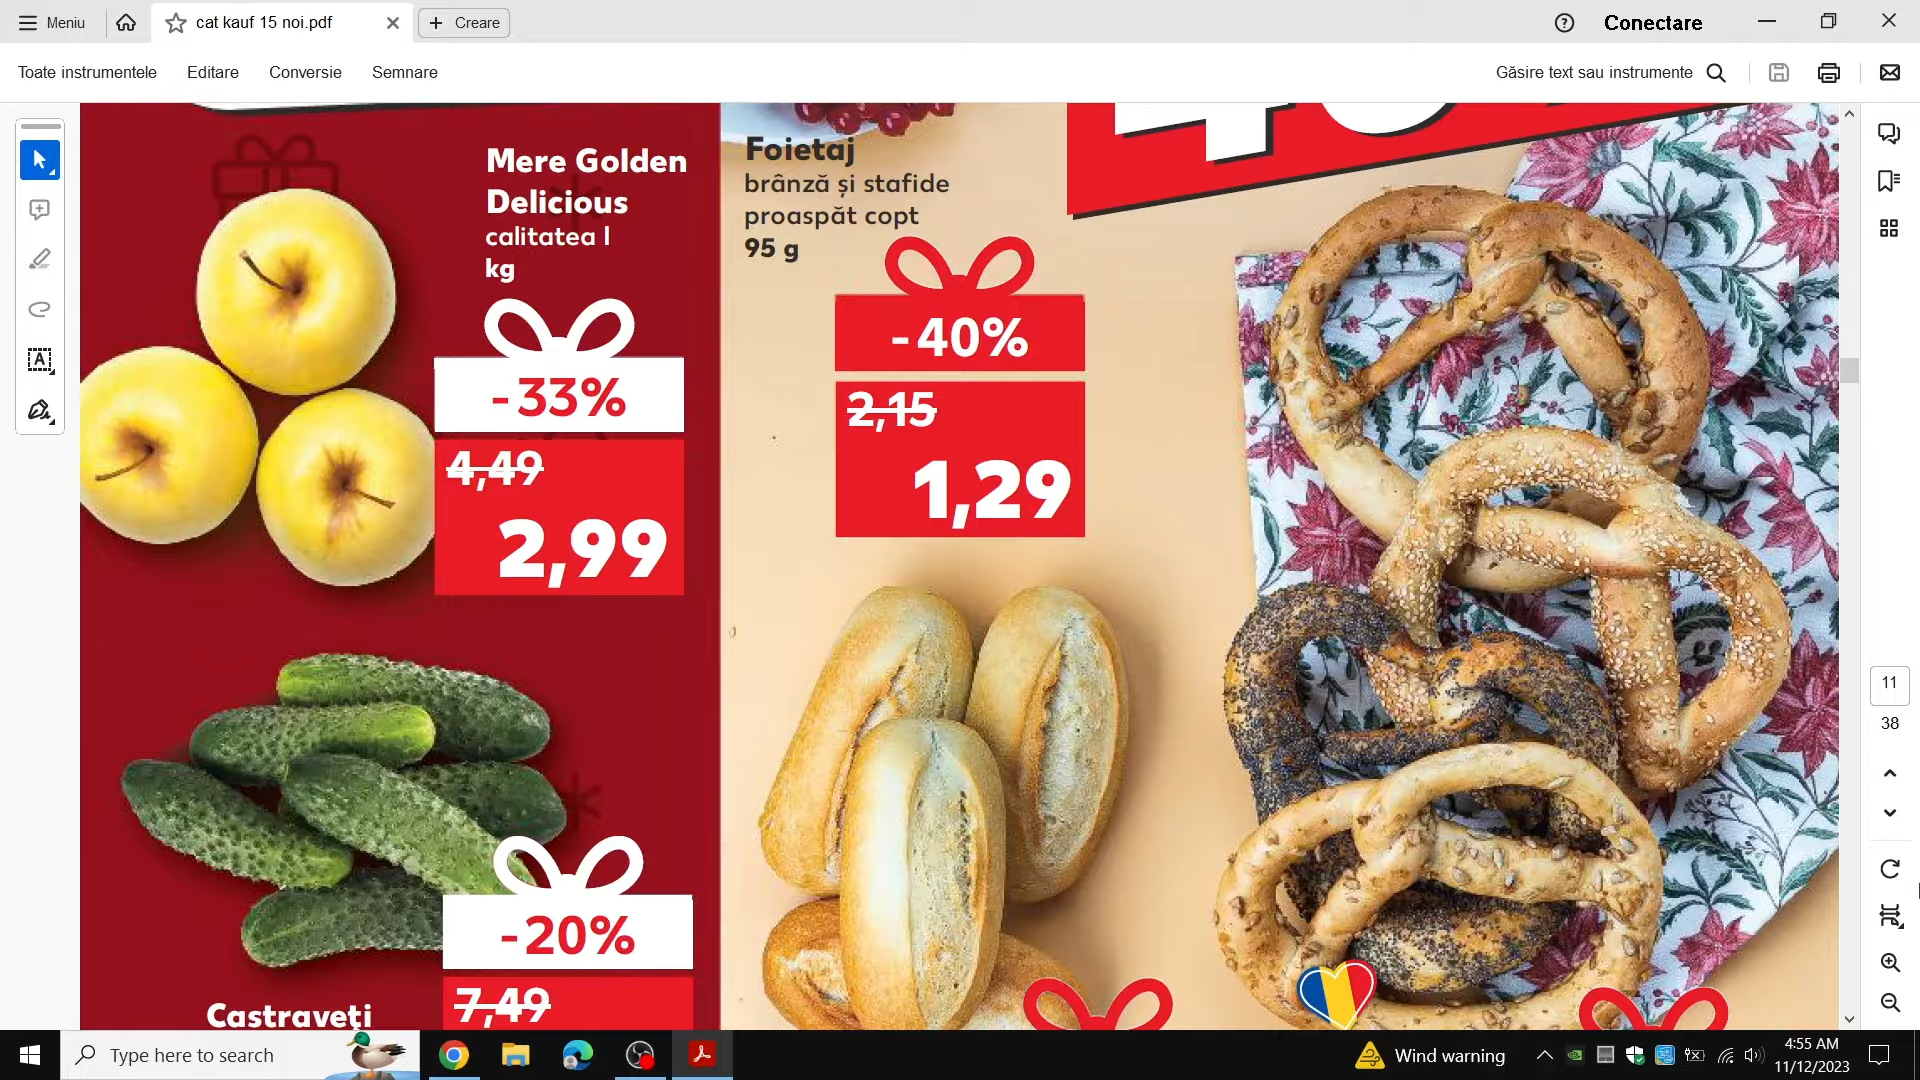 Meniu
cat kauf 15 noi.pdf
Creare
Conectare
Toate instrumentele
Editare
Conversie
Semnare
Găsire text sau instrumente
Mere Golden
Delicious
calitatea I
kg
-33%
4,49
2,99
Foietaj
brânză și stafide
proaspăt copt
95 g
-40%
2,15
1,29
-20%
7,49
Castraveți
11
38
Type here to search
Wind warning
4:55 AM
11/12/2023